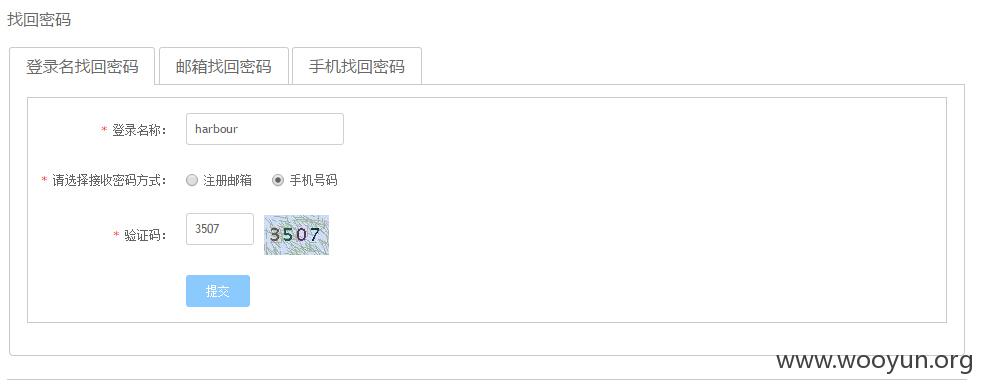 找回密码
登录名找回密码 邮箱找回密码 手机找回密码
* 登录名称: harbour
* 请选择接收密码方式: 注册邮箱 手机号码
* 验证码: 3507 3507
提交
www.wooyun.org